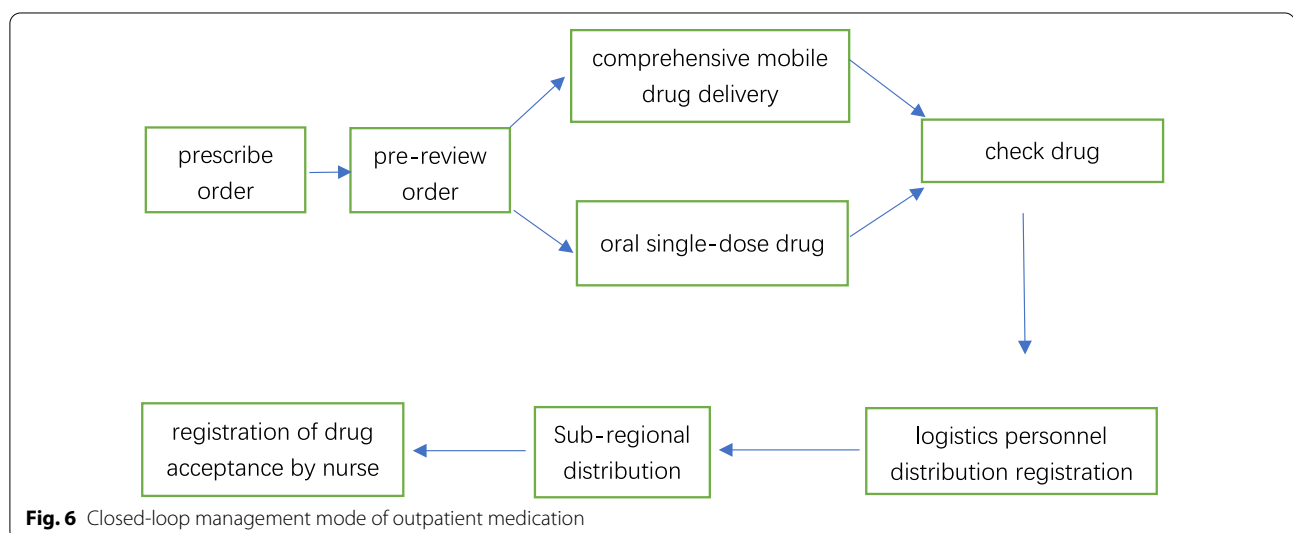 prescribe
order
pre-review
order
comprehensive mobile
drug delivery
oral single-dose drug
check drug
logistics personnel
distribution registration
Sub-regional
distribution
registration of drug
acceptance by nurse
Fig. 6 Closed-loop management mode of outpatient medication